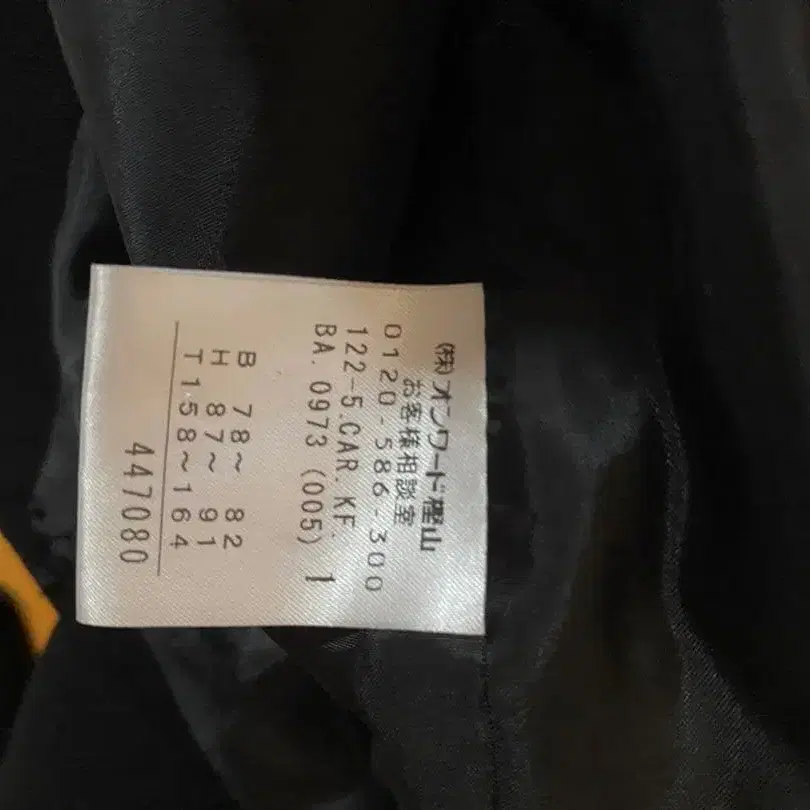 (株)オンワード樫山
お客様相談室
0120-586-300
122-5.CAR.KF.
BA.0973 (005) 1
B 78～ 82
H 87～ 91
T 158～164
447080